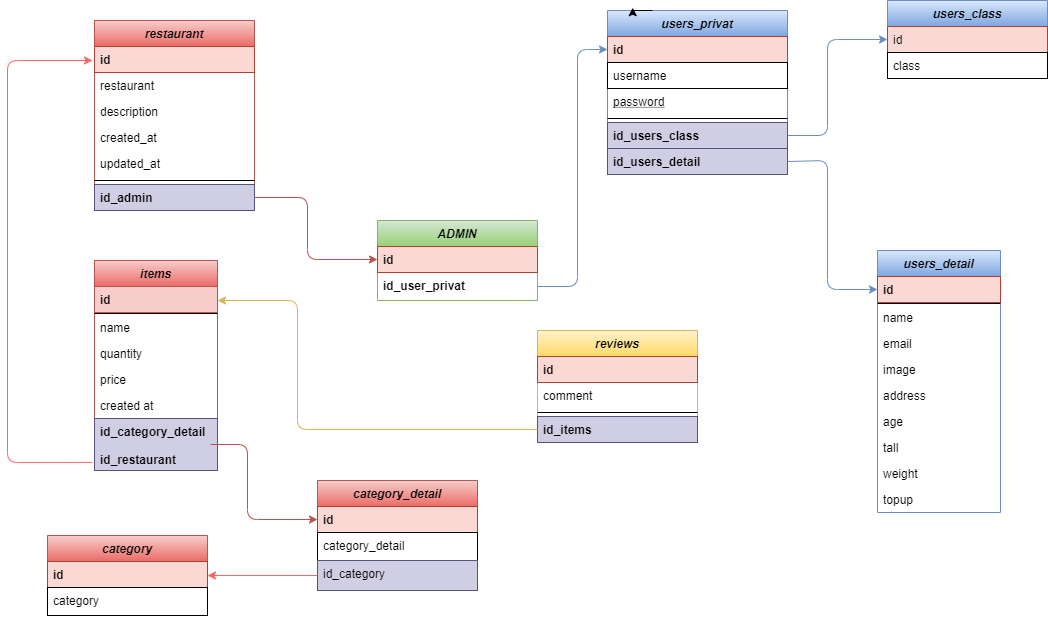 restaurant
id
restaurant
description
created_at
updated_at
id_admin
users_privat
id
username
password
id_users_class
id_users_detail
users_class
id
class
ADMIN
id
id_user_privat
items
id
name
quantity
price
created at
id_category_detail
id_restaurant
reviews
id
comment
id_items
users_detail
id
name
email
image
address
age
tall
weight
topup
category_detail
id
category_detail
id_category
category
id
category